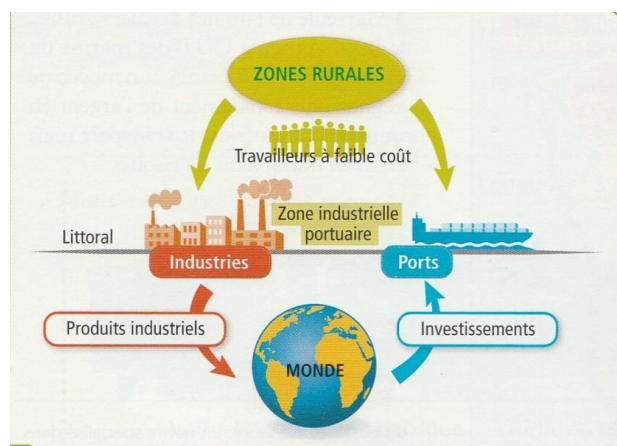 ZONES RURALES
Travailleurs à faible coût
Zone industrielle
portuaire
Littoral
Industries
Ports
Produits industriels
Investissements
MONDE